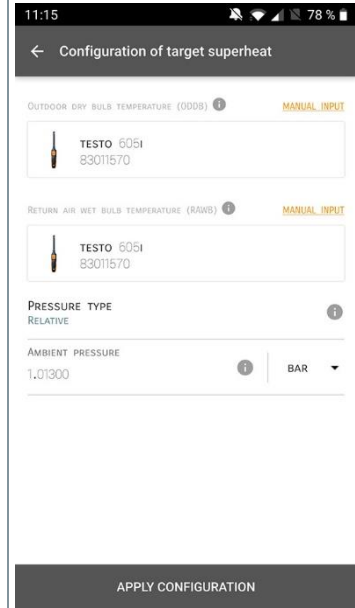 11:15 78 %
Configuration of target superheat
OUTDOOR DRY BULB TEMPERATURE (ODDB) i MANUAL INPUT
TESTO 605I
83011570
RETURN AIR WET BULB TEMPERATURE (RAWB) i MANUAL INPUT
TESTO 605I
83011570
PRESSURE TYPE i
RELATIVE
AMBIENT PRESSURE
1.01300 i BAR
APPLY CONFIGURATION